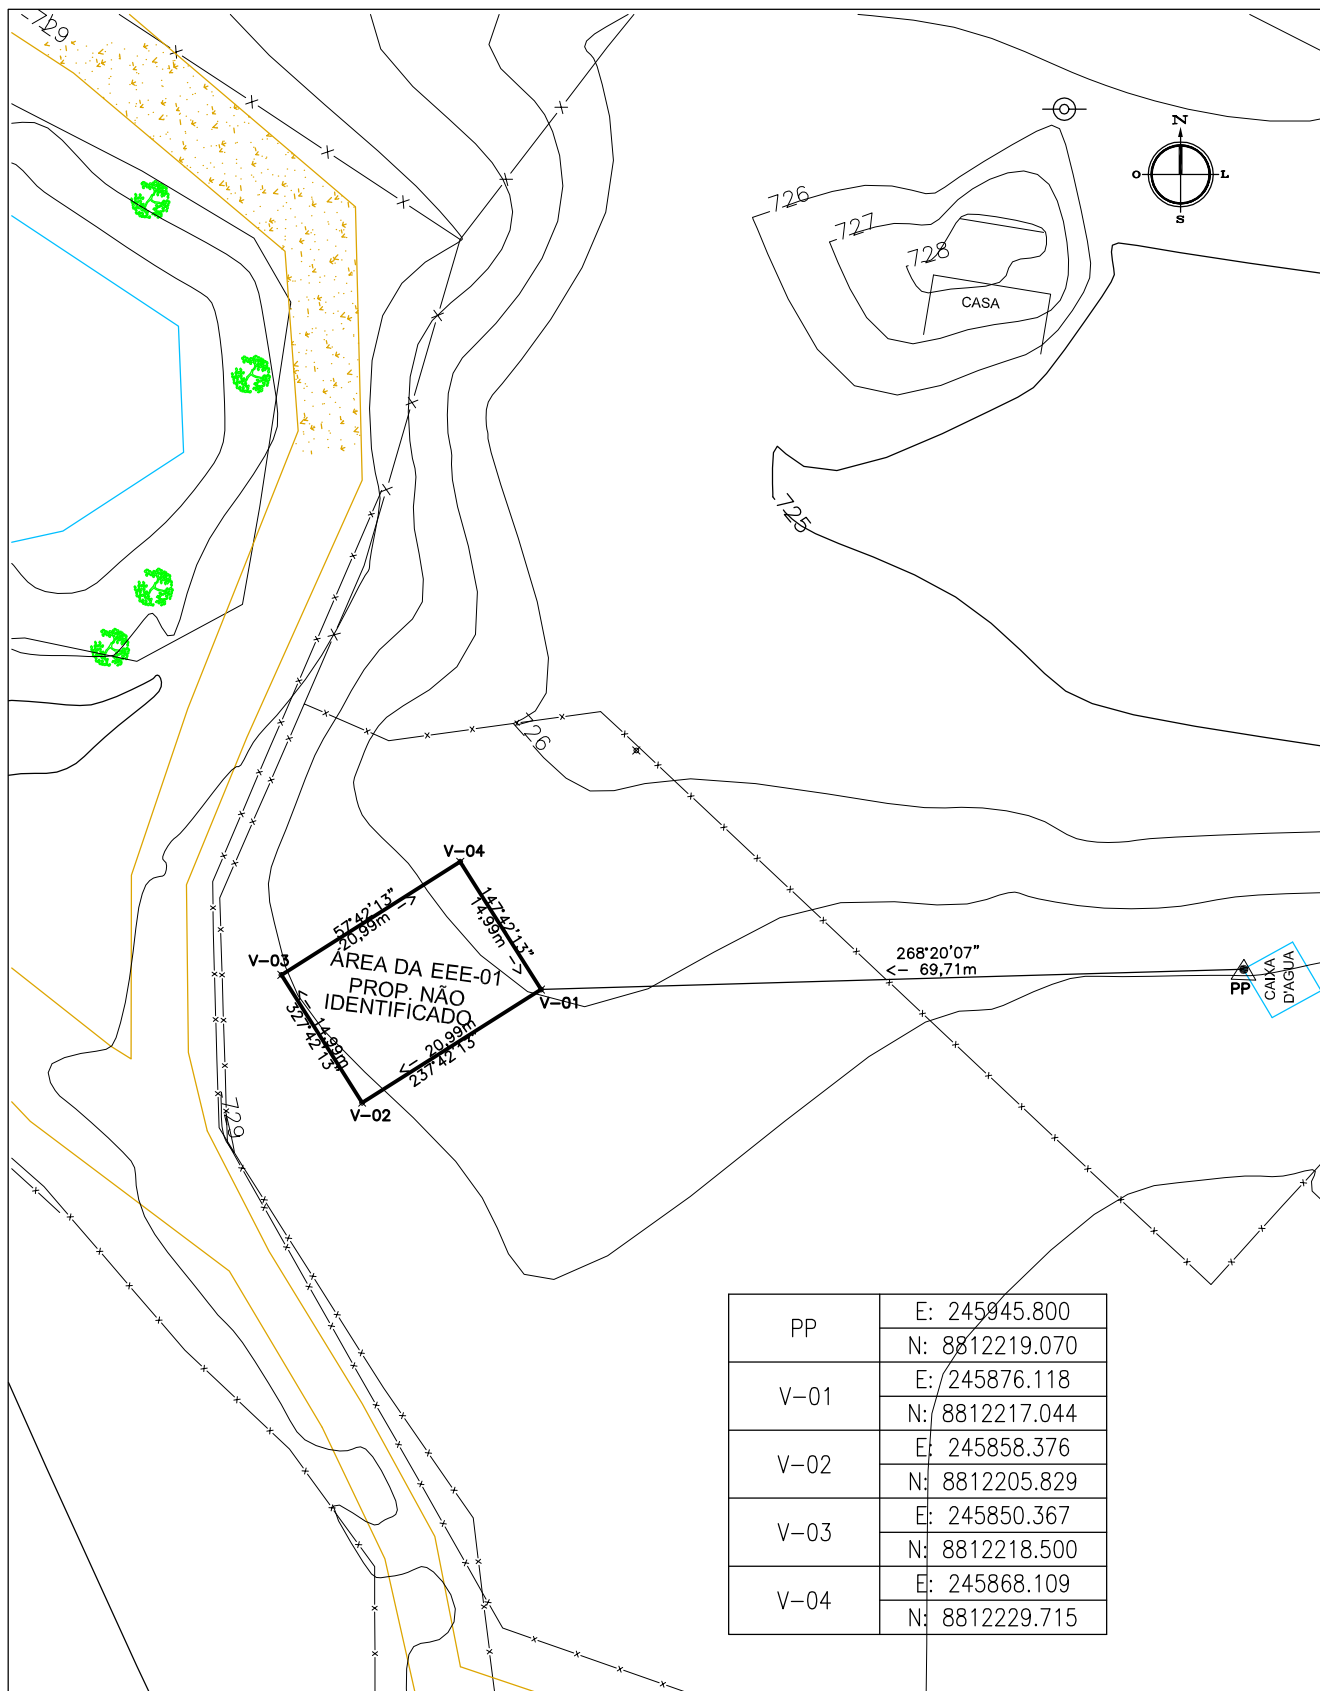 729
N
O
L
S
726
727
728
CASA
725
726
V-04
57°42'13"
20,99m ->
147°42'13"
14,99m ->
V-03
ÁREA DA EEE-01
PROP. NÃO
IDENTIFICADO
<- 14,99m
327°42'13"
<- 20,99m
237°42'13"
V-01
V-02
268°20'07"
<- 69,71m
PP
CAIXA
D'AGUA
729
PP
E: 245945.800
N: 8812219.070
V-01
E: 245876.118
N: 8812217.044
V-02
E: 245858.376
N: 8812205.829
V-03
E: 245850.367
N: 8812218.500
V-04
E: 245868.109
N: 8812229.715